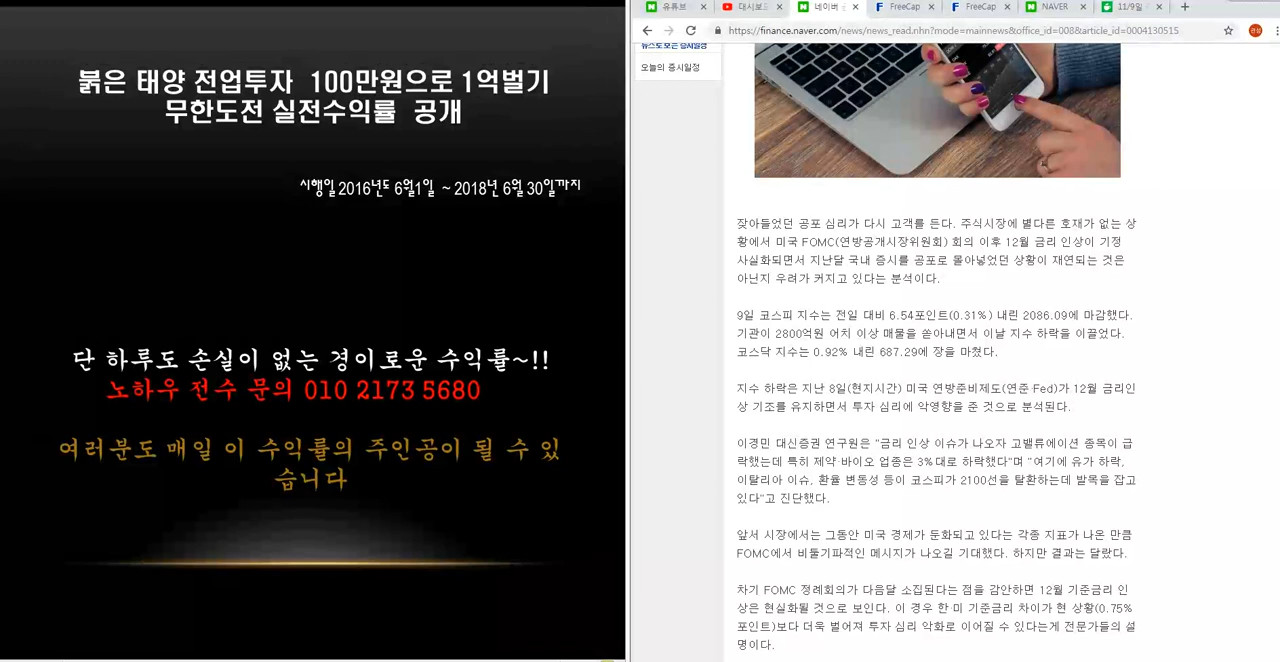 붉은 태양 전업투자  100만원으로 1억벌기
무한도전 실전수익률  공개
시행일 2016년도 6월1일 ~ 2018년 6월 30일까지
단 하루도 손실이 없는 경이로운 수익률~!!
노하우 전수 문의 010 2173 5680
여러분도 매일 이 수익률의 주인공이 될 수 있
습니다
유튜브
대시보
네이버 금
FreeCap
FreeCap
NAVER
11/9일
https://finance.naver.com/news/news_read.nhn?mode=mainnews&office_id=008&article_id=0004130515
뉴스로 보는 증시일정
오늘의 증시일정
잦아들었던 공포 심리가 다시 고객를 든다. 주식시장에 별다른 호재가 없는 상
황에서 미국 FOMC(연방공개시장위원회) 회의 이후 12월 금리 인상이 기정
사실화되면서 지난달 국내 증시를 공포로 몰아넣었던 상황이 재연되는 것은
아닌지 우려가 커지고 있다는 분석이다.
9일 코스피 지수는 전일 대비 6.54포인트(0.31%) 내린 2086.09에 마감했다.
기관이 2800억원 어치 이상 매물을 쏟아내면서 이날 지수 하락을 이끌었다.
코스닥 지수는 0.92% 내린 687.29에 장을 마쳤다.
지수 하락은 지난 8일(현지시간) 미국 연방준비제도(연준·Fed)가 12월 금리인
상 기조를 유지하면서 투자 심리에 악영향을 준 것으로 분석된다.
이경민 대신증권 연구원은 "금리 인상 이슈가 나오자 고밸류에이션 종목이 급
락했는데 특히 제약·바이오 업종은 3%대로 하락했다"며 "여기에 유가 하락,
이탈리아 이슈, 환율 변동성 등이 코스피가 2100선을 탈환하는데 발목을 잡고
있다"고 진단했다.
앞서 시장에서는 그동안 미국 경제가 둔화되고 있다는 각종 지표가 나온 만큼
FOMC에서 비둘기파적인 메시지가 나오길 기대했다. 하지만 결과는 달랐다.
차기 FOMC 정례회의가 다음달 소집된다는 점을 감안하면 12월 기준금리 인
상은 현실화될 것으로 보인다. 이 경우 한·미 기준금리 차이가 현 상황(0.75%
포인트)보다 더욱 벌어져 투자 심리 악화로 이어질 수 있다는게 전문가들의 설
명이다.